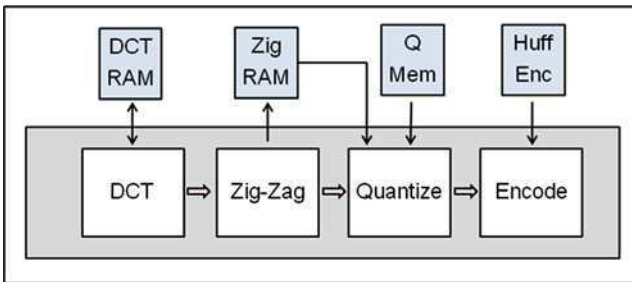 DCT
RAM
Zig
RAM
Q
Mem
Huff
Enc
DCT
Zig-Zag
Quantize
Encode